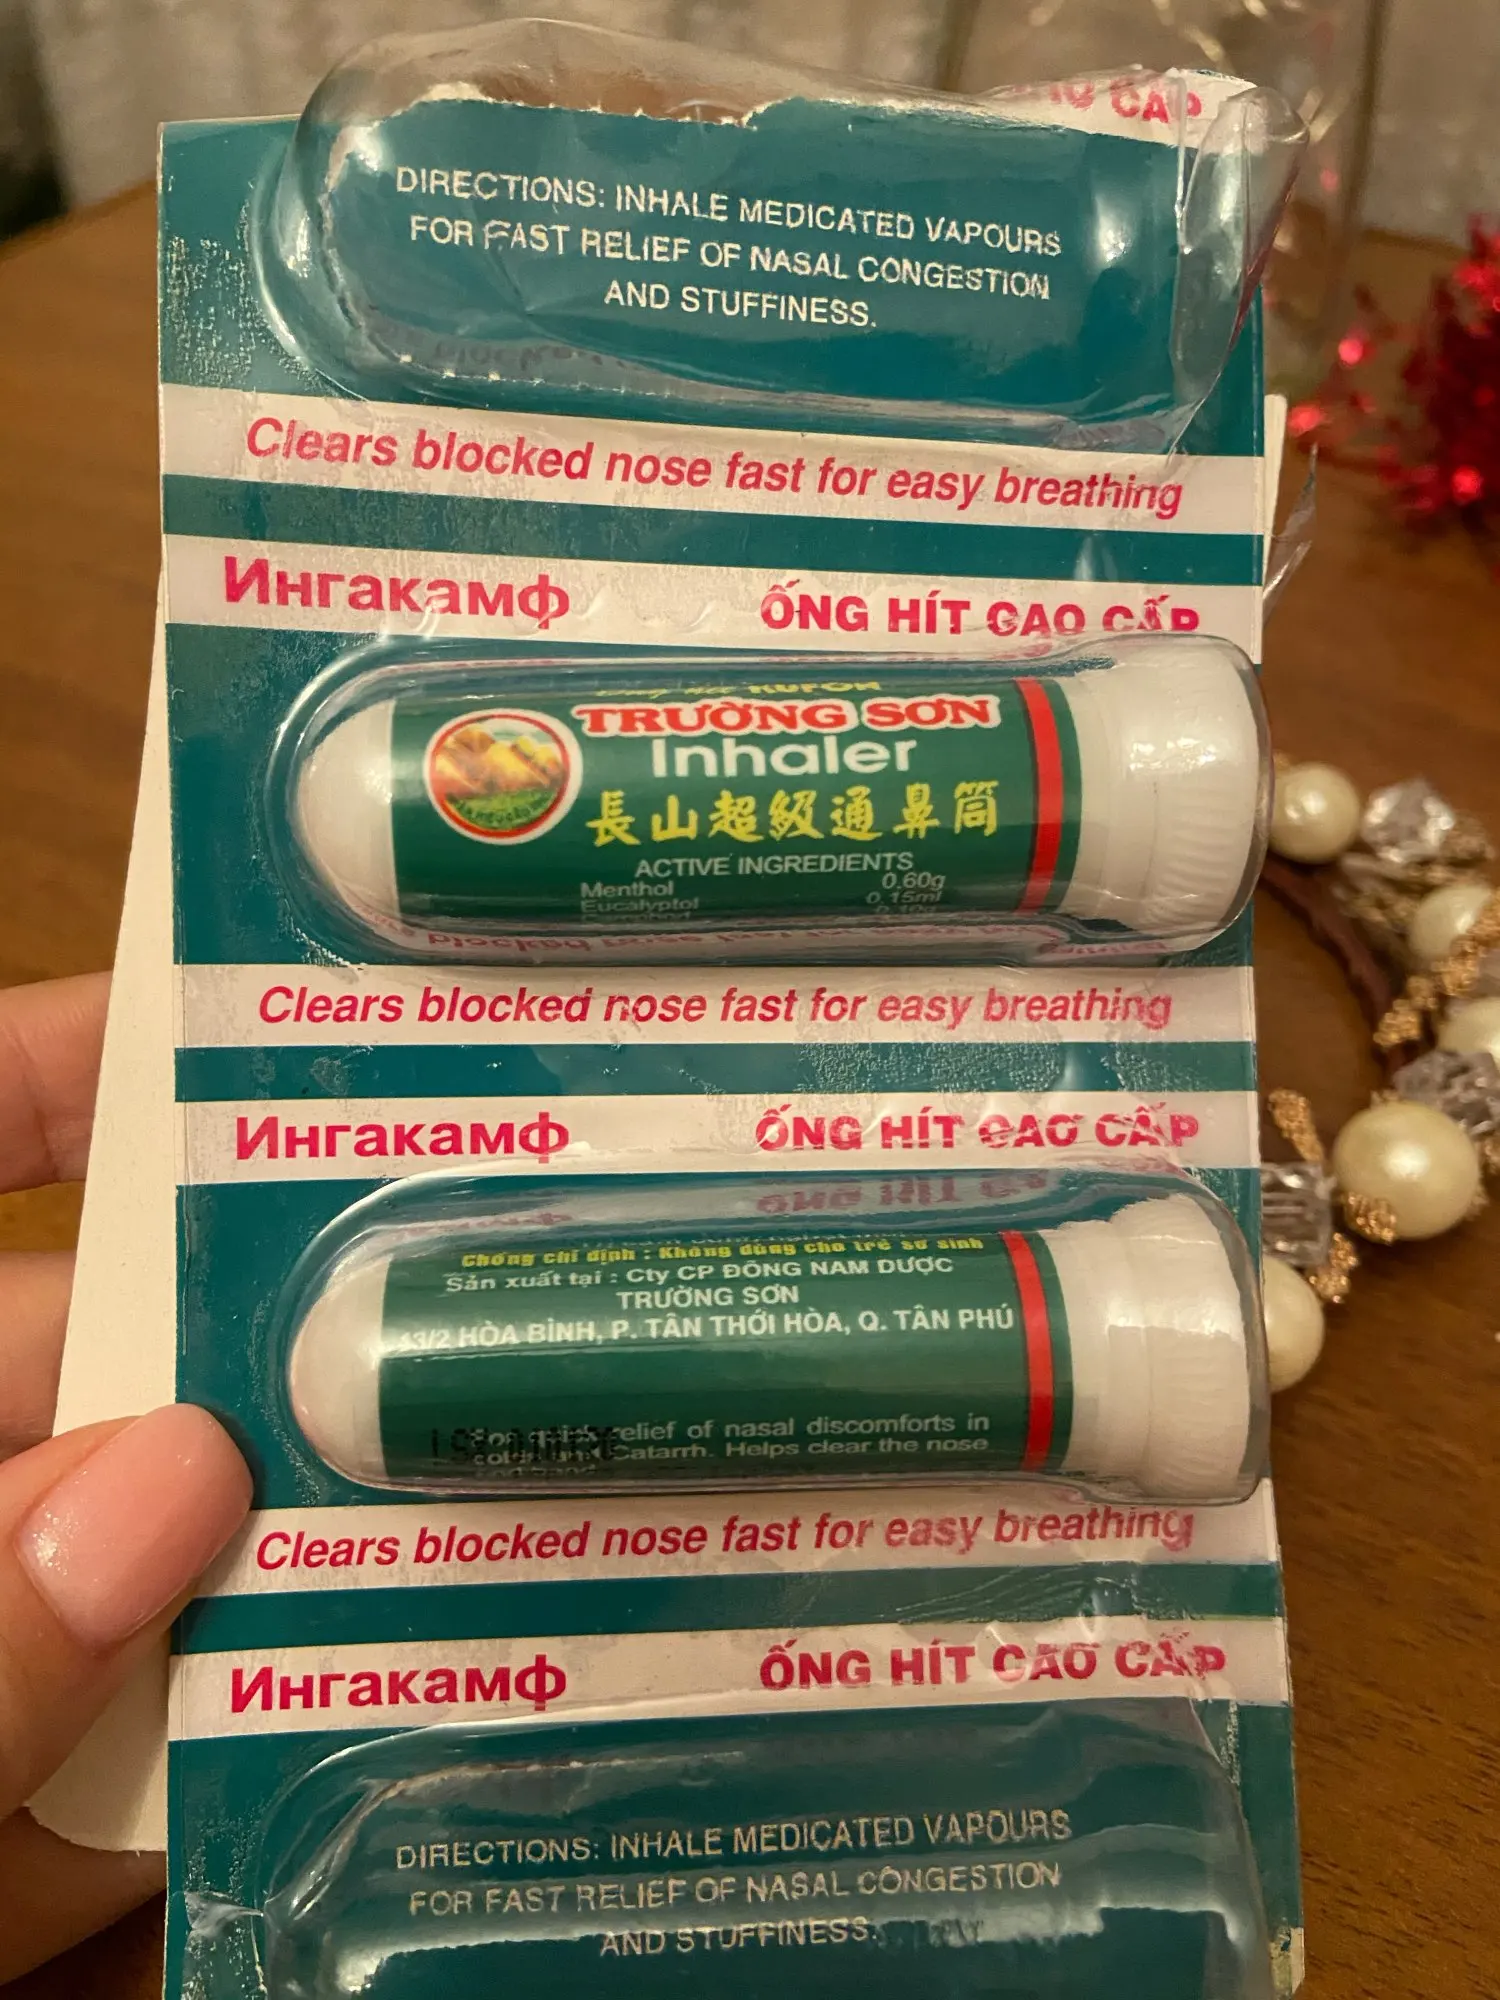 CẤP
DIRECTIONS: INHALE MEDICATED VAPOURS
FOR FAST RELIEF OF NASAL CONGESTION
AND STUFFINESS.
Clears blocked nose fast for easy breathing
Ингакамф ỐNG HÍT CAO CẤP
TRƯỜNG SƠN
Inhaler
長山超級通鼻筒
ACTIVE INGREDIENTS
Menthol 0.60g
Eucalyptol 0.15ml
Clears blocked nose fast for easy breathing
Ингакамф ỐNG HÍT CAO CẤP
Chống chỉ định : Không dùng cho trẻ sơ sinh
Sản xuất tại : Cty CP ĐÔNG NAM DƯỢC
TRƯỜNG SƠN
HÒA BÌNH, P. TÂN THỚI HÒA, Q. TÂN PHÚ
relief of nasal discomforts in
Catarrh. Helps clear the nose
Clears blocked nose fast for easy breathing
Ингакамф ỐNG HÍT CAO CẤP
DIRECTIONS: INHALE MEDICATED VAPOURS
FOR FAST RELIEF OF NASAL CONGESTION
AND STUFFINESS.